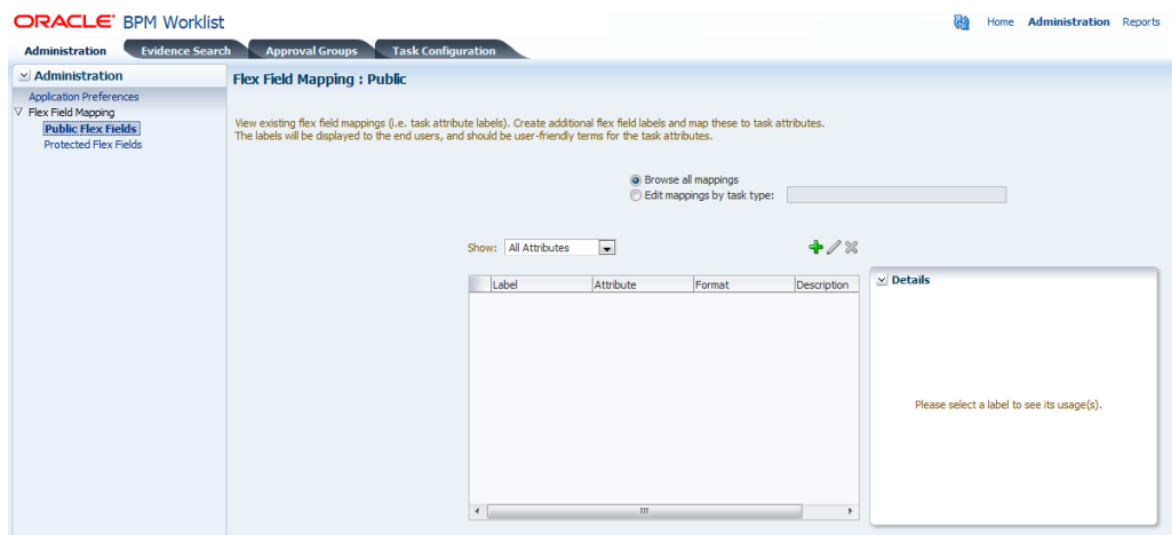 ORACLE BPM Worklist
Home Administration Reports
Administration Evidence Search Approval Groups Task Configuration
Administration
Application Preferences
Flex Field Mapping
Public Flex Fields
Protected Flex Fields
Flex Field Mapping : Public
View existing flex field mappings (i.e. task attribute labels). Create additional flex field labels and map these to task attributes.
The labels will be displayed to the end users, and should be user-friendly terms for the task attributes.
Browse all mappings
Edit mappings by task type:
Show: All Attributes
Label Attribute Format Description
Details
Please select a label to see its usage(s).